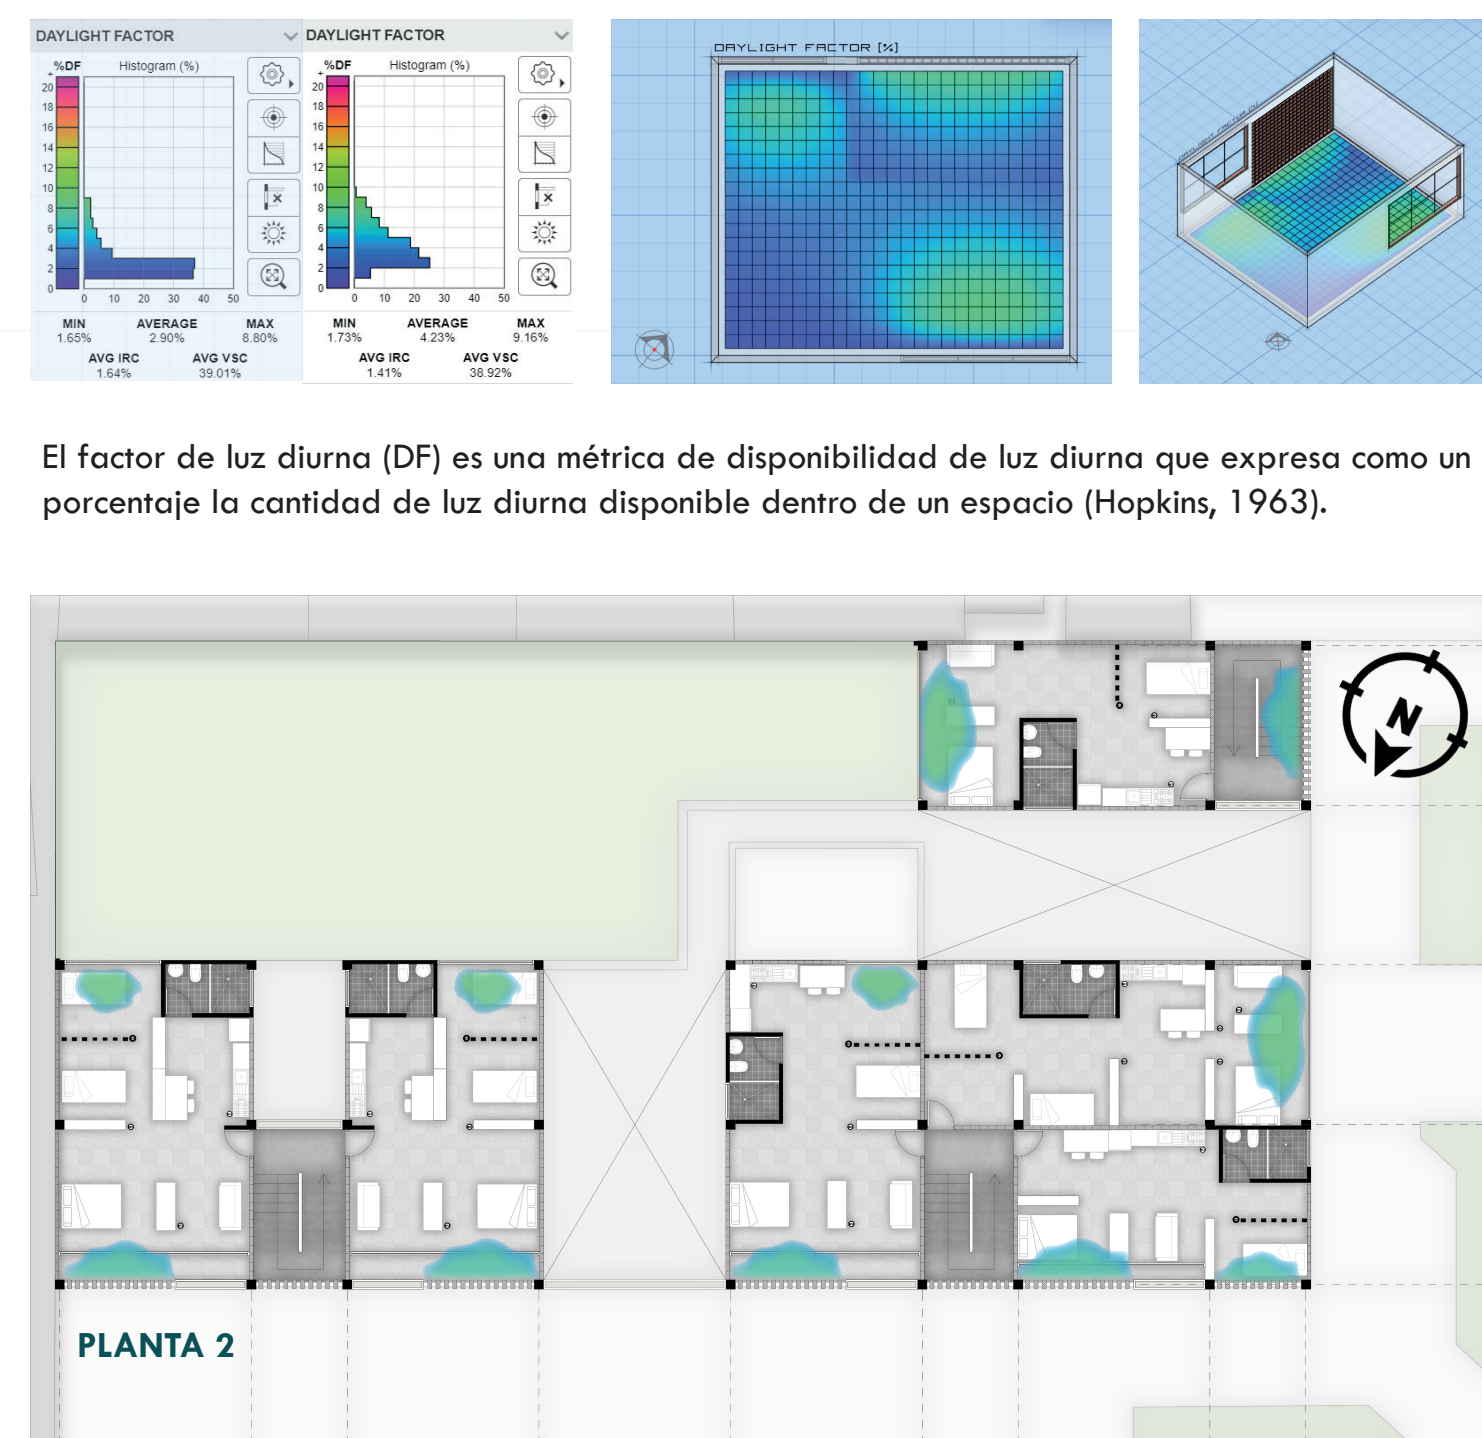 DAYLIGHT FACTOR
%DF
Histogram (%)
+
20
18
16
14
12
10
8
6
4
2
0
0 10 20 30 40 50
MIN AVERAGE MAX
1.65% 2.90% 8.80%
AVG IRC AVG VSC
1.64% 39.01%
DAYLIGHT FACTOR
%DF
Histogram (%)
+
20
18
16
14
12
10
8
6
4
2
0
0 10 20 30 40 50
MIN AVERAGE MAX
1.73% 4.23% 9.16%
AVG IRC AVG VSC
1.41% 38.92%
DAYLIGHT FACTOR [%]
DAYLIGHT FACTOR [%]
El factor de luz diurna (DF) es una métrica de disponibilidad de luz diurna que expresa como un
porcentaje la cantidad de luz diurna disponible dentro de un espacio (Hopkins, 1963).
N
PLANTA 2